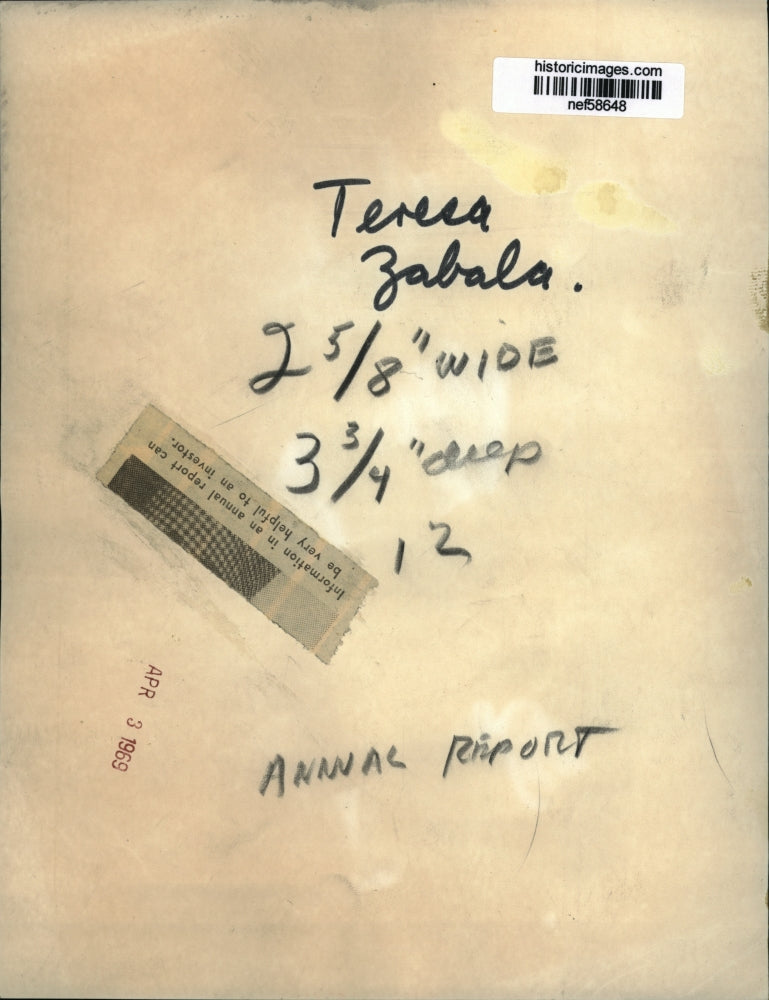 historicimages.com
nef58648
Teresa
Zabala.
2 5/8" WIDE
3 3/4" deep
12
Information in an annual report can
be very helpful to an investor.
APR 3 1969
ANNNAL REPORT